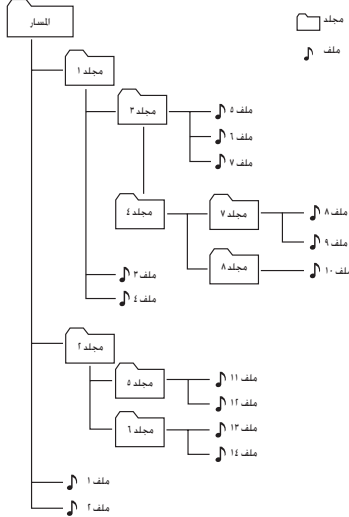 المسار
مجلد
ملف
مجلد ١
مجلد ٣
ملف ٥
ملف ٦
ملف ٧
مجلد ٤
مجلد ٧
ملف ٨
ملف ٩
مجلد ٨
ملف ١٠
ملف ٣
ملف ٤
مجلد ٢
مجلد ٥
ملف ١١
ملف ١٢
مجلد ٦
ملف ١٣
ملف ١٤
ملف ١
ملف ٢